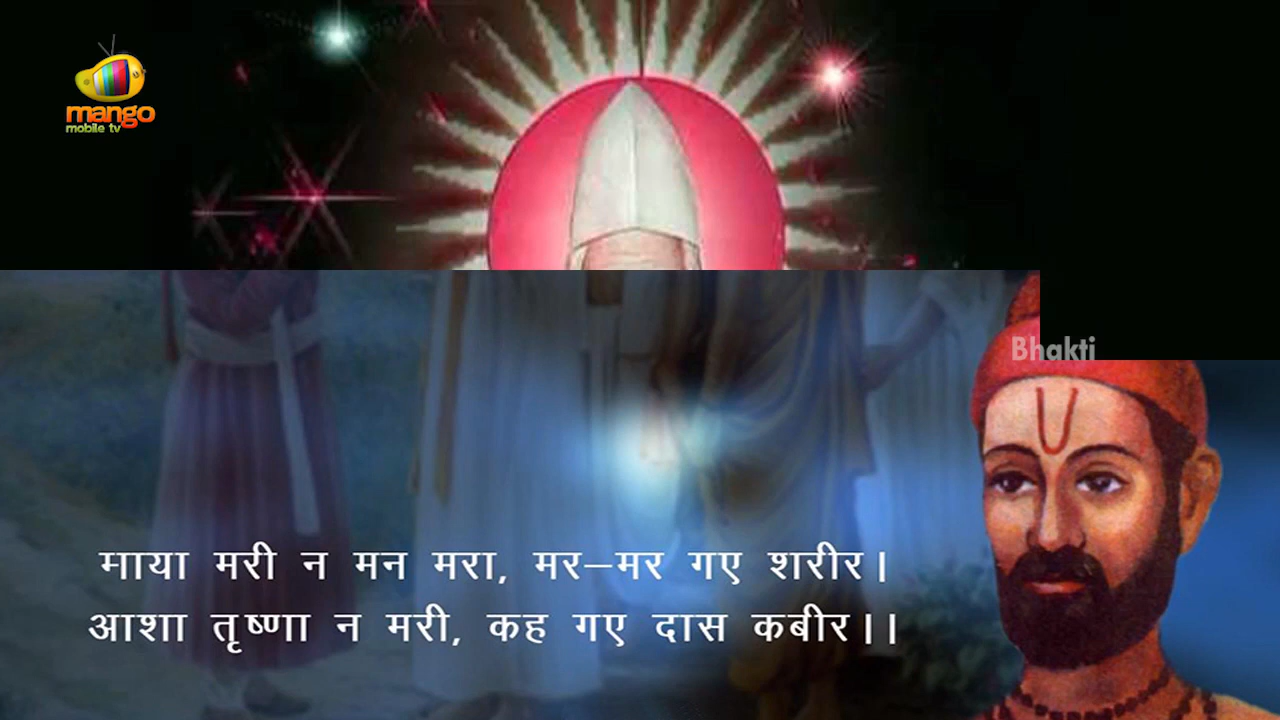 mango
mobile tv
Bhakti
माया मरी न मन मरा, मर–मर गए शरीर।
आशा तृष्णा न मरी, कह गए दास कबीर।।